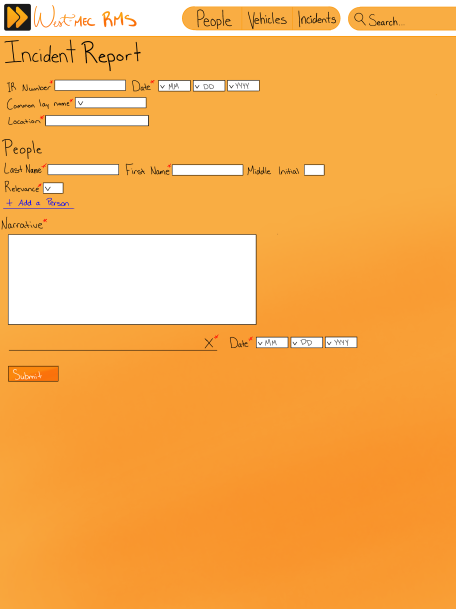 West-MEC RMS People Vehicles Incidents Search...
Incident Report
IR Number* Date* MM DD YYYY
Common lay name*
Location*
People
Last Name* First Name* Middle Initial
Relevance*
+ Add a Person
Narrative*
X* Date* MM DD YYYY
Submit